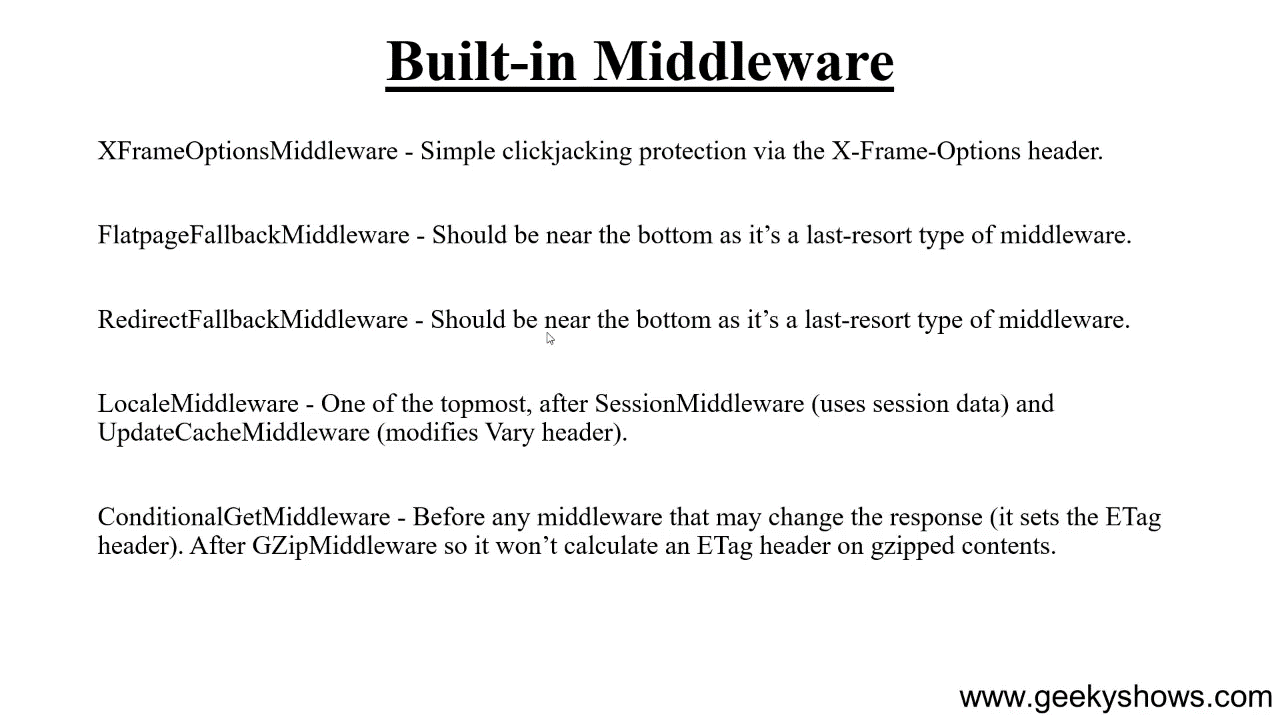 Built-in Middleware
XFrameOptionsMiddleware - Simple clickjacking protection via the X-Frame-Options header.
FlatpageFallbackMiddleware - Should be near the bottom as it’s a last-resort type of middleware.
RedirectFallbackMiddleware - Should be near the bottom as it’s a last-resort type of middleware.
LocaleMiddleware - One of the topmost, after SessionMiddleware (uses session data) and
UpdateCacheMiddleware (modifies Vary header).
ConditionalGetMiddleware - Before any middleware that may change the response (it sets the ETag
header). After GZipMiddleware so it won’t calculate an ETag header on gzipped contents.
www.geekyshows.com